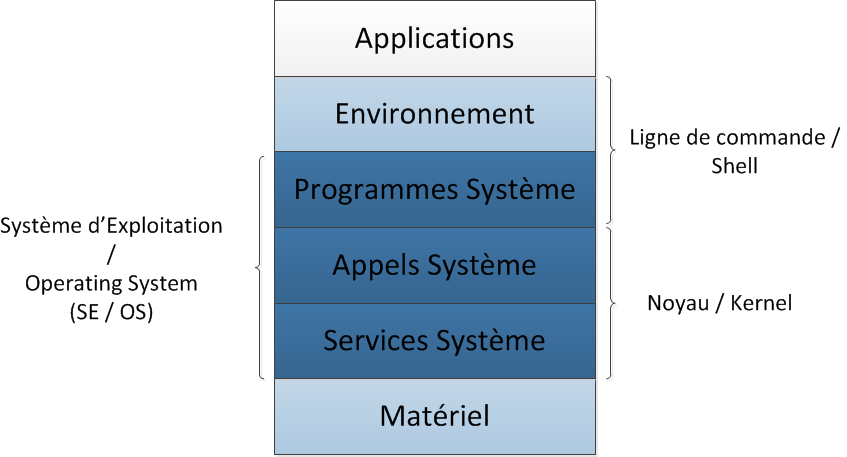 Applications
Environnement
Programmes Système
Appels Système
Services Système
Matériel
Système d’Exploitation
/
Operating System
(SE / OS)
Ligne de commande /
Shell
Noyau / Kernel